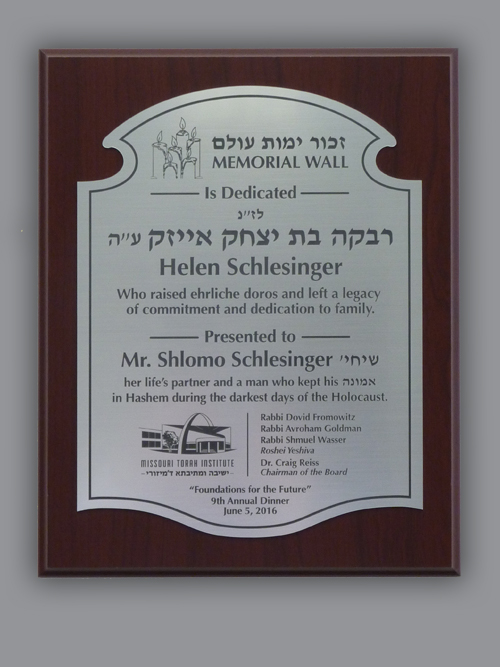 זכור ימות עולם
MEMORIAL WALL
Is Dedicated
לז"נ
רבקה בת יצחק אייזק ע"ה
Helen Schlesinger
Who raised ehrliche doros and left a legacy
of commitment and dedication to family.
Presented to
Mr. Shlomo Schlesinger שיחי'
her life's partner and a man who kept his אמונה
in Hashem during the darkest days of the Holocaust.
MISSOURI TORAH INSTITUTE
-ישיבה ומתיבתא ד'מיזורי-
Rabbi Dovid Fromowitz
Rabbi Avroham Goldman
Rabbi Shmuel Wasser
Roshei Yeshiva
Dr. Craig Reiss
Chairman of the Board
"Foundations for the Future"
9th Annual Dinner
June 5, 2016